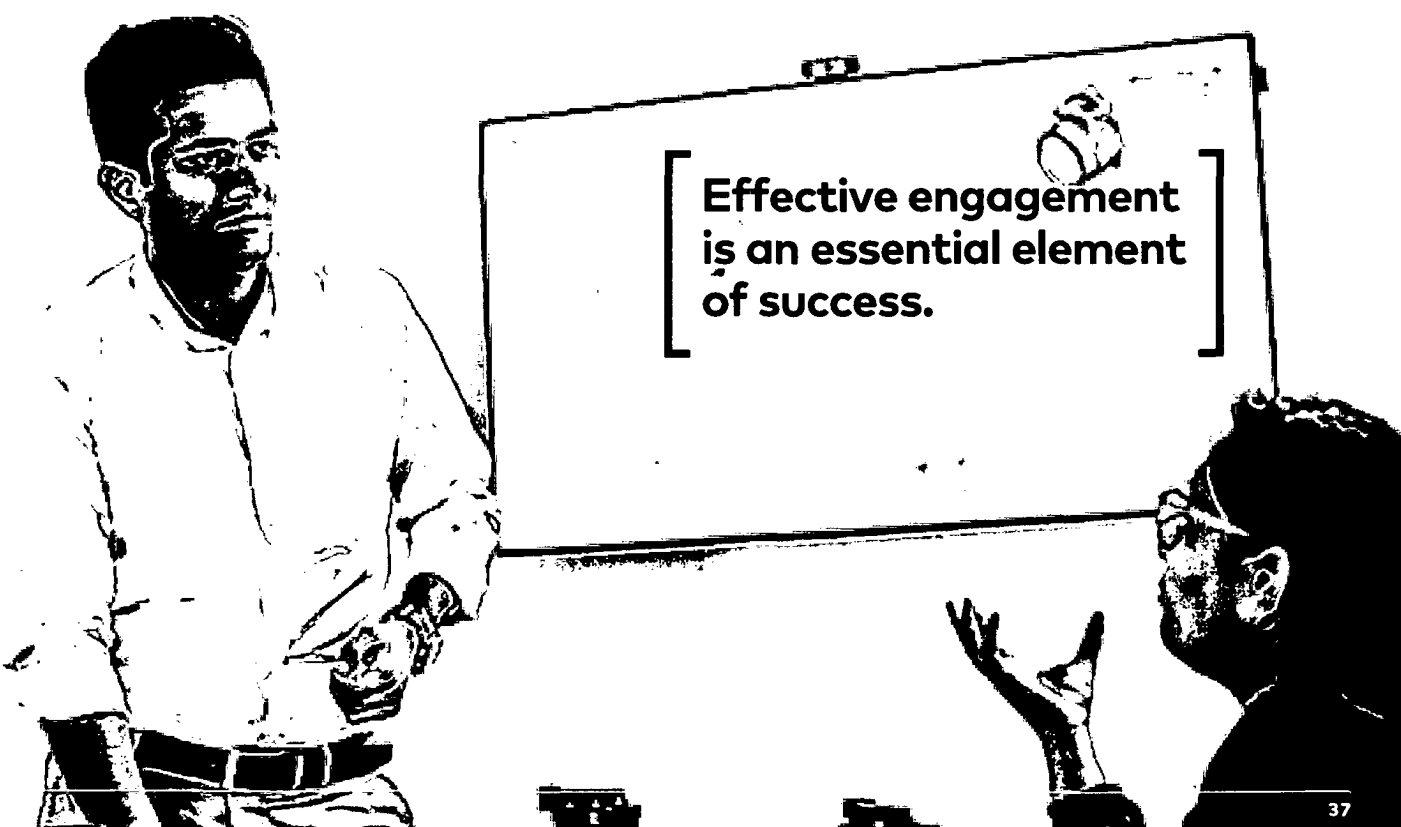 Effective engagement
is an essential element
of success.
37